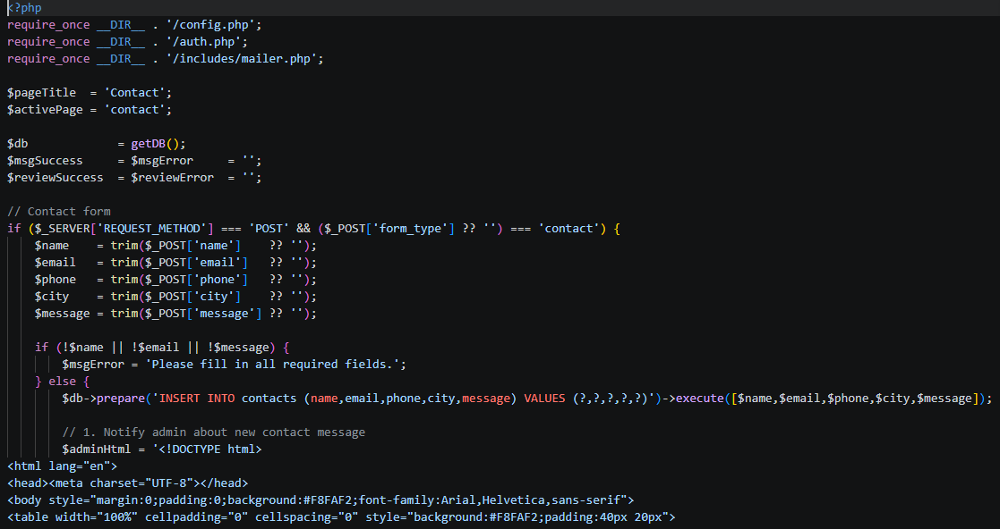 <?php
require_once __DIR__ . '/config.php';
require_once __DIR__ . '/auth.php';
require_once __DIR__ . '/includes/mailer.php';

$pageTitle  = 'Contact';
$activePage = 'contact';

$db             = getDB();
$msgSuccess     = $msgError     = '';
$reviewSuccess  = $reviewError  = '';

// Contact form
if ($_SERVER['REQUEST_METHOD'] === 'POST' && ($_POST['form_type'] ?? '') === 'contact') {
    $name    = trim($_POST['name']    ?? '');
    $email   = trim($_POST['email']   ?? '');
    $phone   = trim($_POST['phone']   ?? '');
    $city    = trim($_POST['city']    ?? '');
    $message = trim($_POST['message'] ?? '');

    if (!$name || !$email || !$message) {
        $msgError = 'Please fill in all required fields.';
    } else {
        $db->prepare('INSERT INTO contacts (name,email,phone,city,message) VALUES (?,?,?,?,?)')->execute([$name,$email,$phone,$city,$message]);

        // 1. Notify admin about new contact message
        $adminHtml = '<!DOCTYPE html>
<html lang="en">
<head><meta charset="UTF-8"></head>
<body style="margin:0;padding:0;background:#F8FAF2;font-family:Arial,Helvetica,sans-serif">
<table width="100%" cellpadding="0" cellspacing="0" style="background:#F8FAF2;padding:40px 20px">